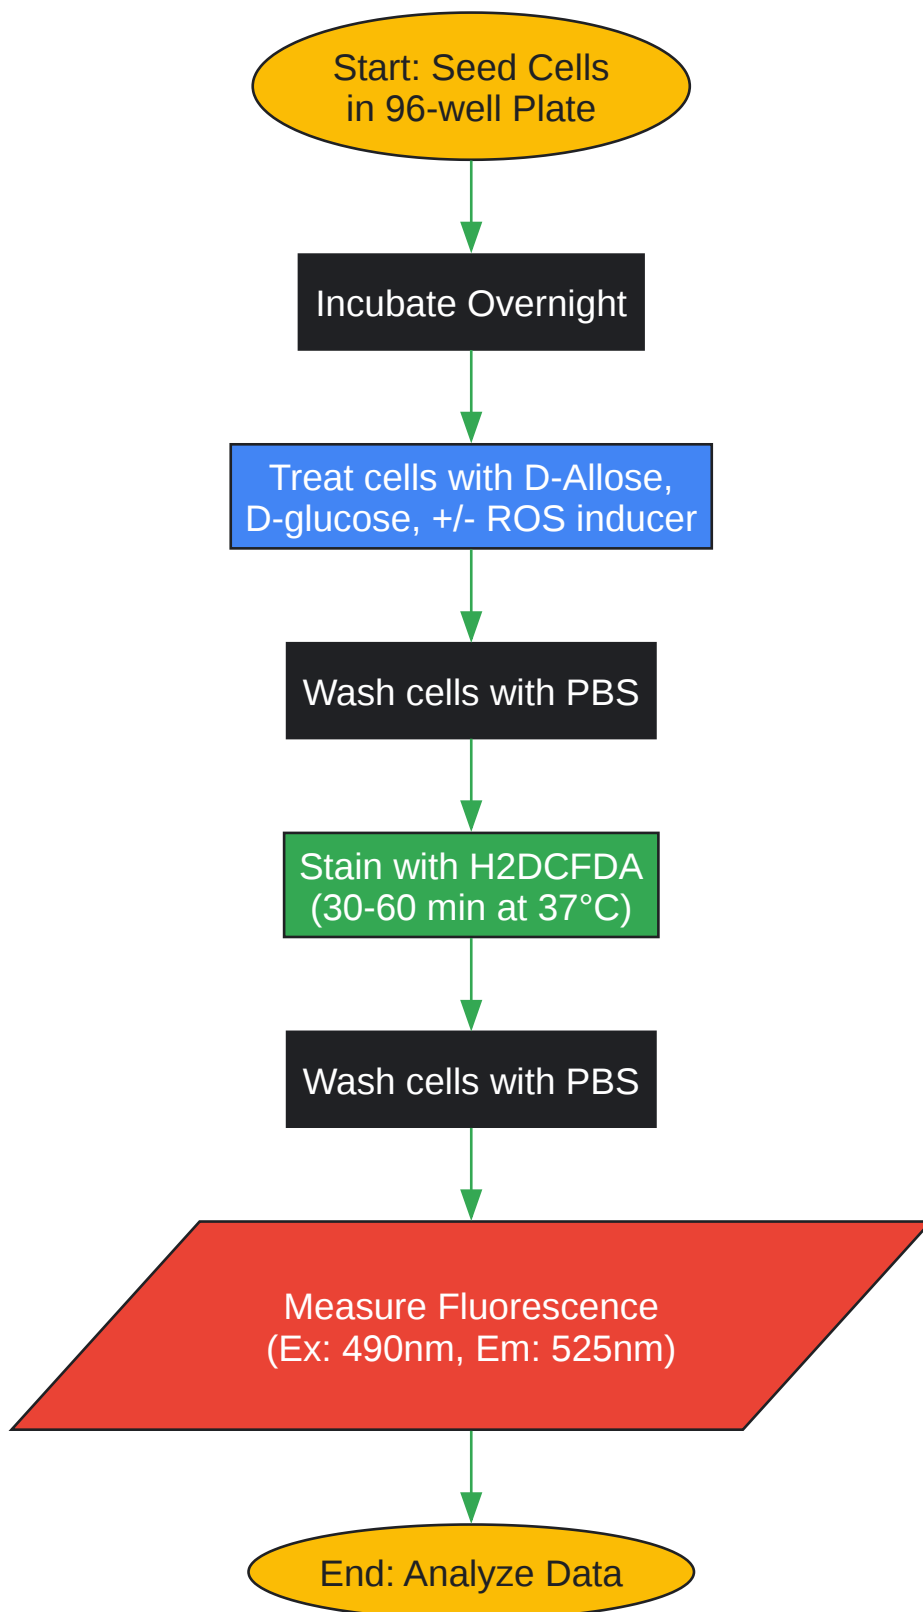 Start: Seed Cells
in 96-well Plate
Incubate Overnight
Treat cells with D-Allose,
D-glucose, +/- ROS inducer
Wash cells with PBS
Stain with H2DCFDA
(30-60 min at 37°C)
Wash cells with PBS
Measure Fluorescence
(Ex: 490nm, Em: 525nm)
End: Analyze Data